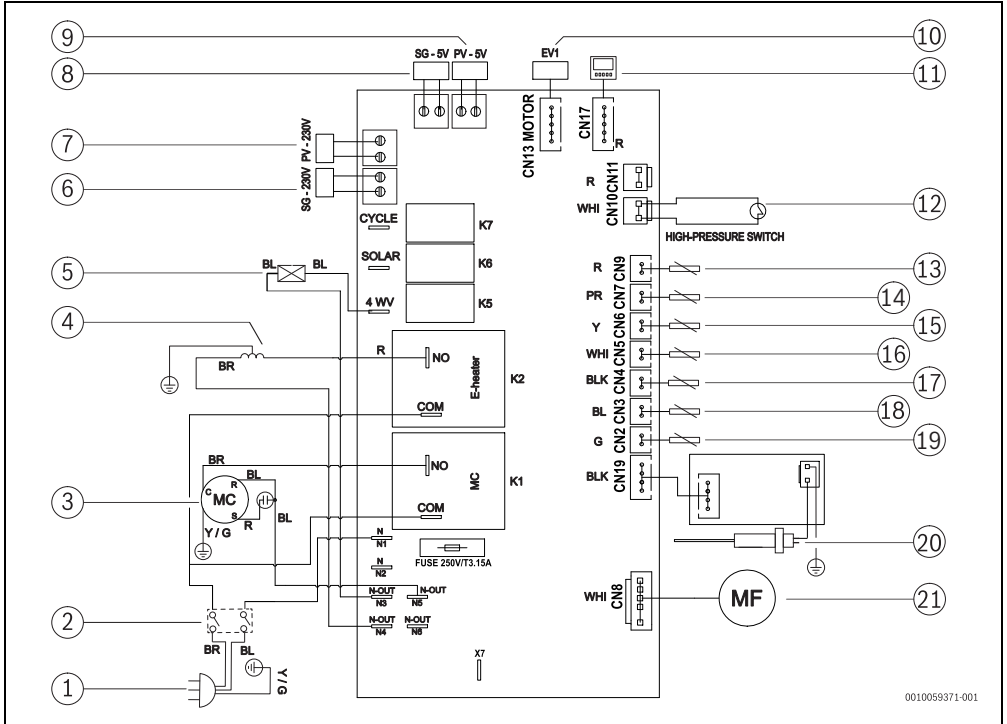 9
SG - 5V PV - 5V
EV1
10
8
11
7
PV - 230V
CN13 MOTOR
CN17
R
6
SG - 230V
R
CN11
WHI
CN10
12
HIGH-PRESSURE SWITCH
CYCLE
K7
SOLAR
K6
5
BL
BL
4 WV
K5
R
CN9
13
PR
CN7
14
Y
CN6
15
WHI
CN5
16
BLK
CN4
17
BL
CN3
18
G
CN2
19
BLK
CN19
4
BR
R
NO
E-heater
K2
COM
BR
NO
MC
K1
COM
3
C
R
MC
S
BL
R
BL
Y / G
N
N1
FUSE 250V/T3.15A
N
N2
N-OUT
N3
N-OUT
N5
N-OUT
N4
N-OUT
N6
20
WHI
CN8
MF
21
2
BR
BL
Y / G
X7
1
0010059371-001